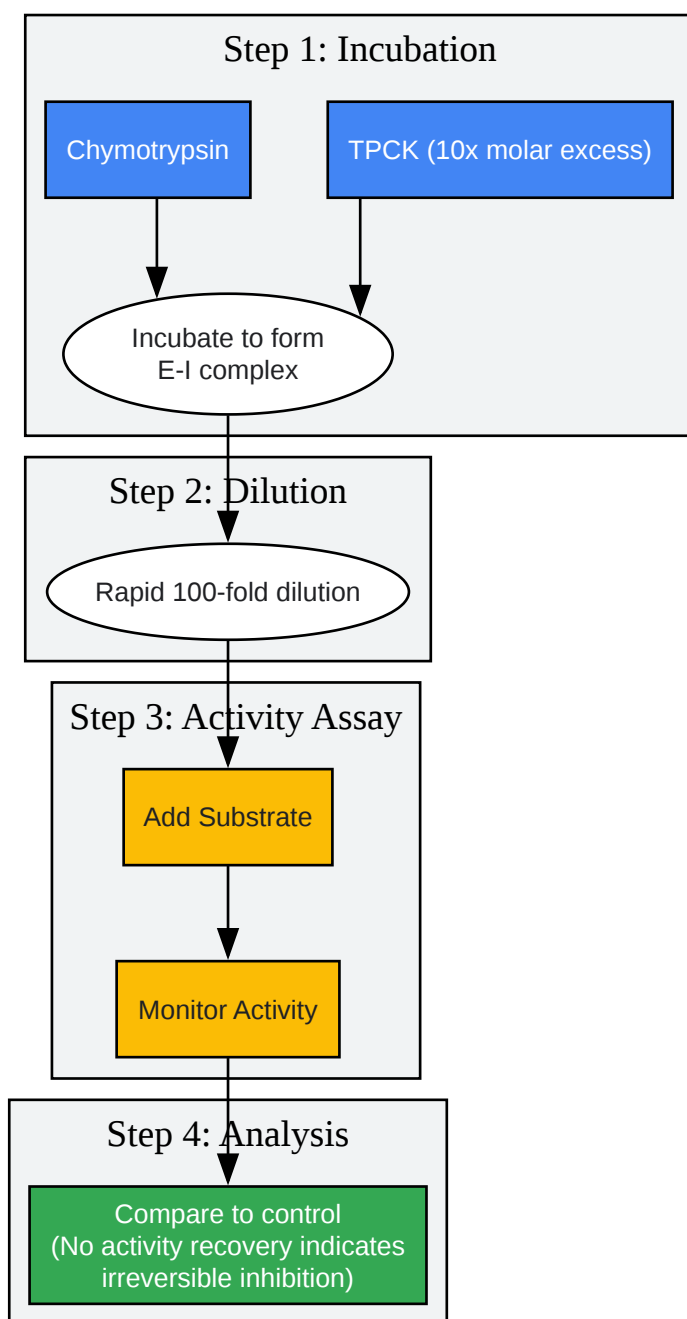 Step 1: Incubation
Chymotrypsin
TPCK (10x molar excess)
Incubate to form
E-I complex
Step 2: Dilution
Rapid 100-fold dilution
Step 3: Activity Assay
Add Substrate
Monitor Activity
Step 4: Analysis
Compare to control
(No activity recovery indicates
irreversible inhibition)